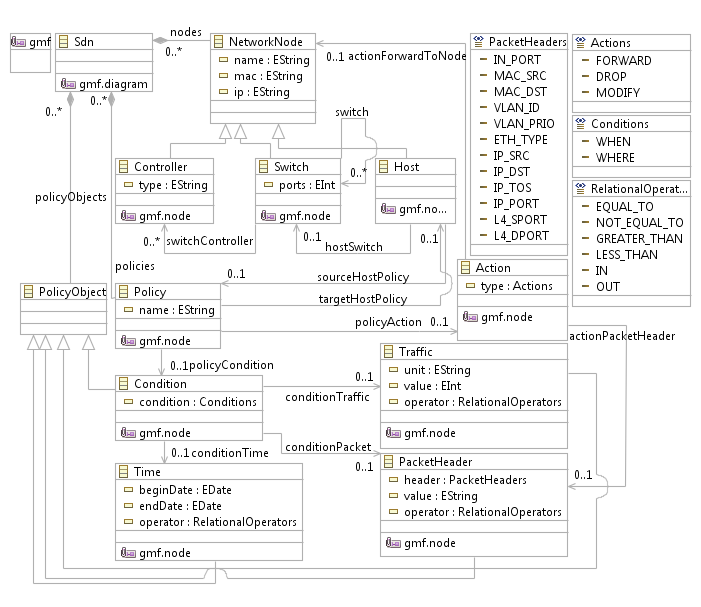 gmf
Sdn
gmf.diagram
nodes
0..*
NetworkNode
name : EString
mac : EString
ip : EString
0..1
actionForwardToNode
PacketHeaders
IN_PORT
MAC_SRC
MAC_DST
VLAN_ID
VLAN_PRIO
ETH_TYPE
IP_SRC
IP_DST
IP_TOS
IP_PORT
L4_SPORT
L4_DPORT
Actions
FORWARD
DROP
MODIFY
Conditions
WHEN
WHERE
RelationalOperat...
EQUAL_TO
NOT_EQUAL_TO
GREATER_THAN
LESS_THAN
IN
OUT
0..*
0..*
policyObjects
policies
Controller
type : EString
gmf.node
Switch
ports : EInt
gmf.node
switch
0..*
Host
gmf.no...
0..*
switchController
0..1
hostSwitch
0..1
0..1
sourceHostPolicy
targetHostPolicy
PolicyObject
Policy
name : EString
gmf.node
policyAction
0..1
Action
type : Actions
gmf.node
actionPacketHeader
0..1
0..1
policyCondition
Condition
condition : Conditions
gmf.node
0..1
conditionTraffic
Traffic
unit : EString
value : EInt
operator : RelationalOperators
gmf.node
conditionPacket
0..1
0..1
conditionTime
Time
beginDate : EDate
endDate : EDate
operator : RelationalOperators
gmf.node
PacketHeader
header : PacketHeaders
value : EString
operator : RelationalOperators
gmf.node